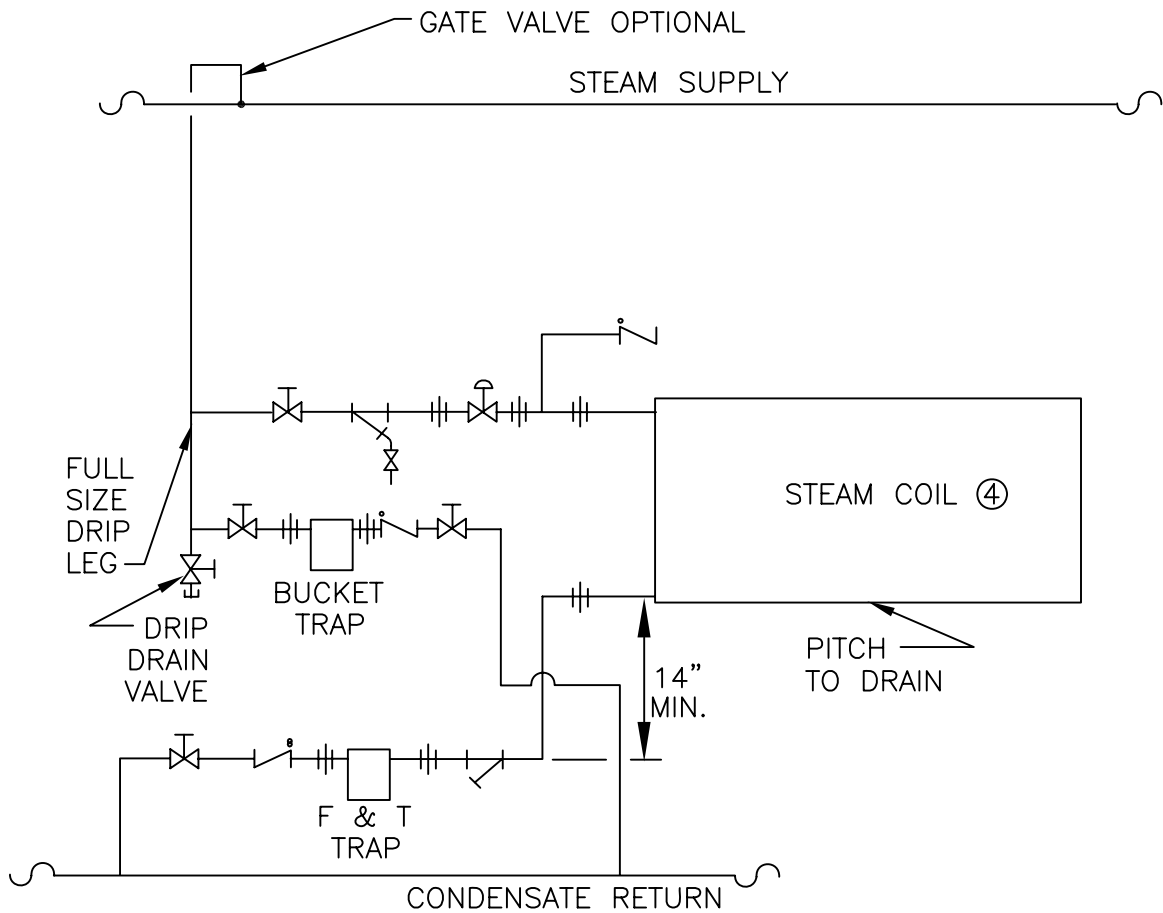 GATE VALVE OPTIONAL
STEAM SUPPLY
FULL
SIZE
DRIP
LEG
STEAM COIL ④
BUCKET
TRAP
DRIP
DRAIN
VALVE
PITCH
TO DRAIN
14”
MIN.
F & T
TRAP
CONDENSATE RETURN